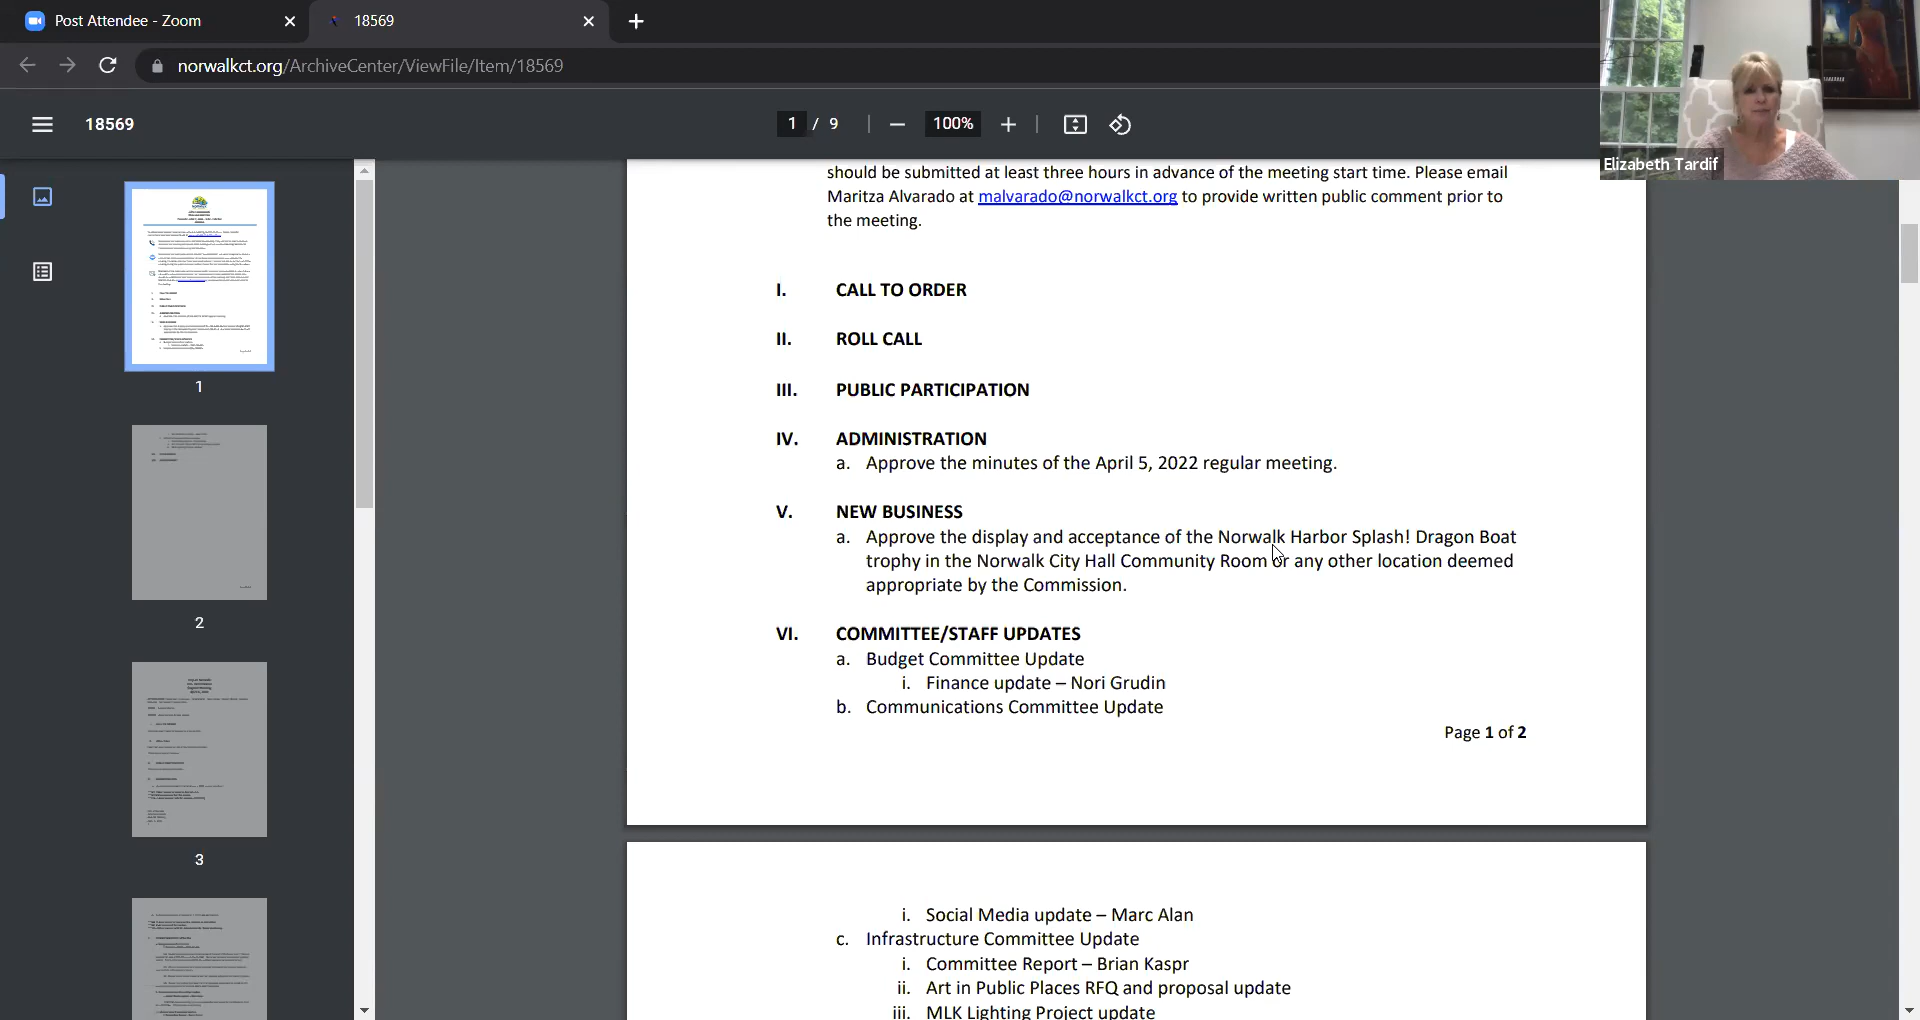 Post Attendee - Zoom
18569
norwalkct.org/ArchiveCenter/ViewFile/Item/18569
18569
1 / 9
100%
Elizabeth Tardif
should be submitted at least three hours in advance of the meeting start time. Please email
Maritza Alvarado at malvarado@norwalkct.org to provide written public comment prior to
the meeting.
I. CALL TO ORDER
II. ROLL CALL
III. PUBLIC PARTICIPATION
IV. ADMINISTRATION
a. Approve the minutes of the April 5, 2022 regular meeting.
V. NEW BUSINESS
a. Approve the display and acceptance of the Norwalk Harbor Splash! Dragon Boat
trophy in the Norwalk City Hall Community Room or any other location deemed
appropriate by the Commission.
VI. COMMITTEE/STAFF UPDATES
a. Budget Committee Update
i. Finance update – Nori Grudin
b. Communications Committee Update
Page 1 of 2
i. Social Media update – Marc Alan
c. Infrastructure Committee Update
i. Committee Report – Brian Kaspr
ii. Art in Public Places RFQ and proposal update
iii. MLK Lighting Project update
1
2
3